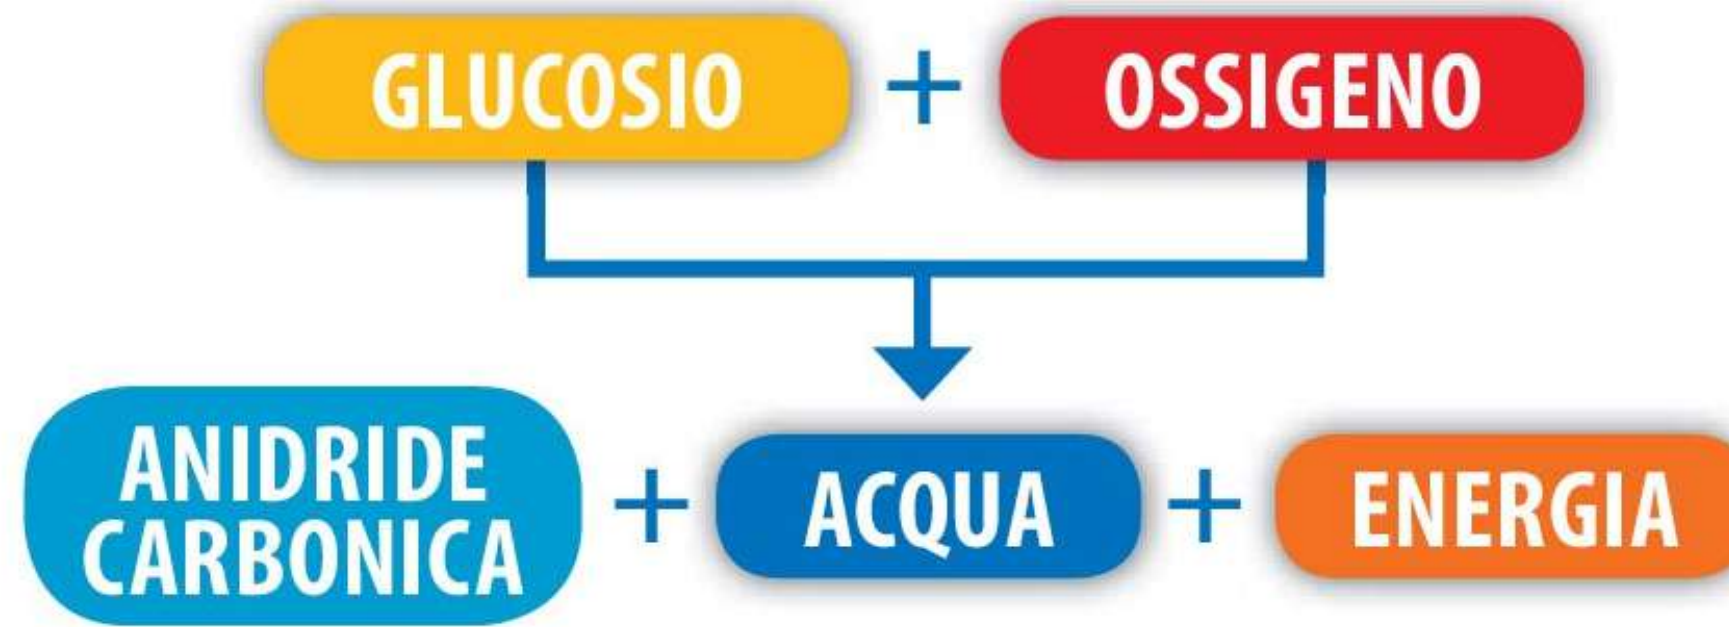 GLUCOSIO + OSSIGENO
ANIDRIDE
CARBONICA + ACQUA + ENERGIA